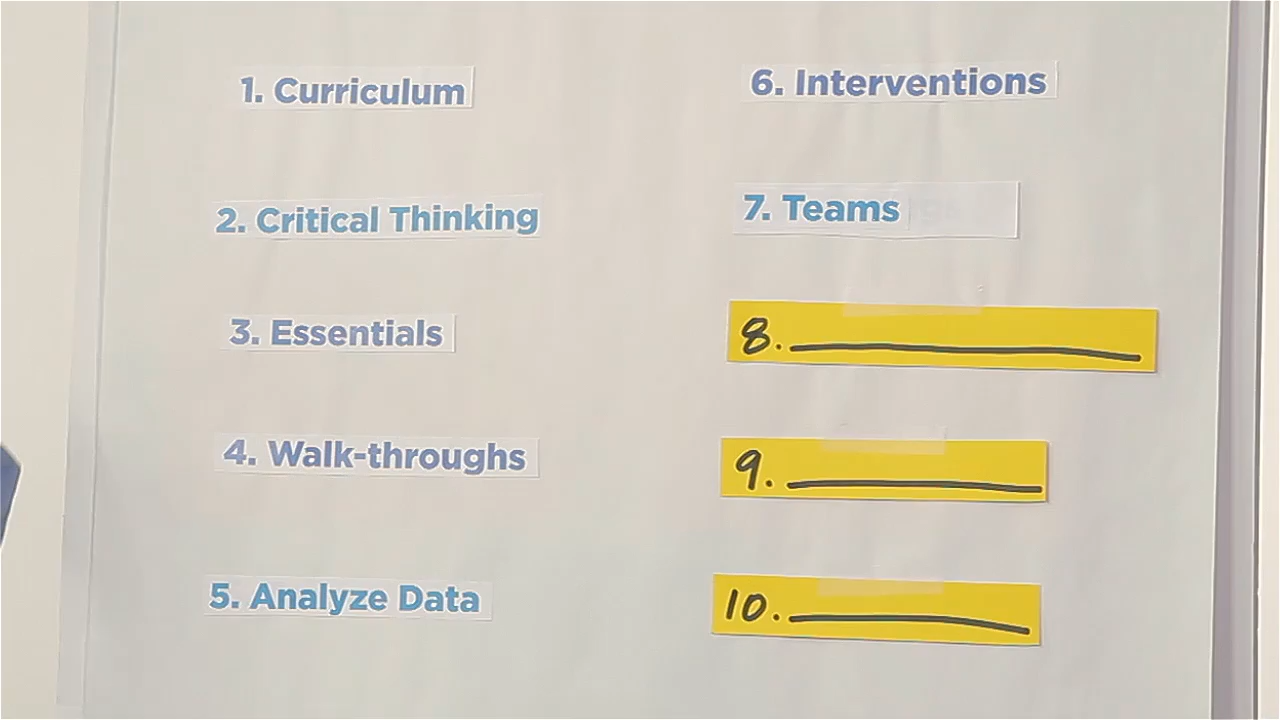 1. Curriculum
2. Critical Thinking
3. Essentials
4. Walk-throughs
5. Analyze Data
6. Interventions
7. Teams
8.
9.
10.